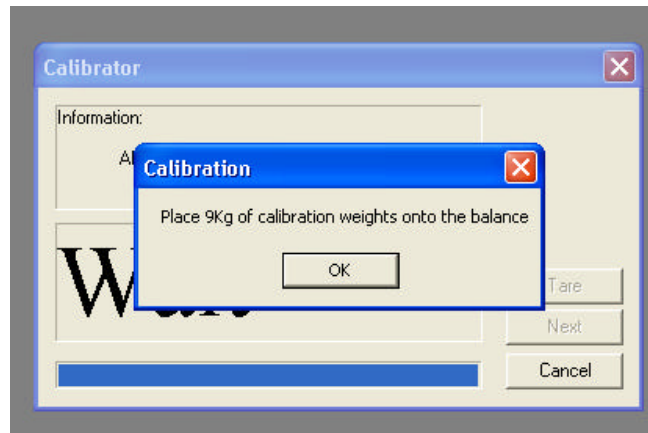 Calibrator
Information:
Calibration
Place 9Kg of calibration weights onto the balance
OK
Tare
Next
Cancel